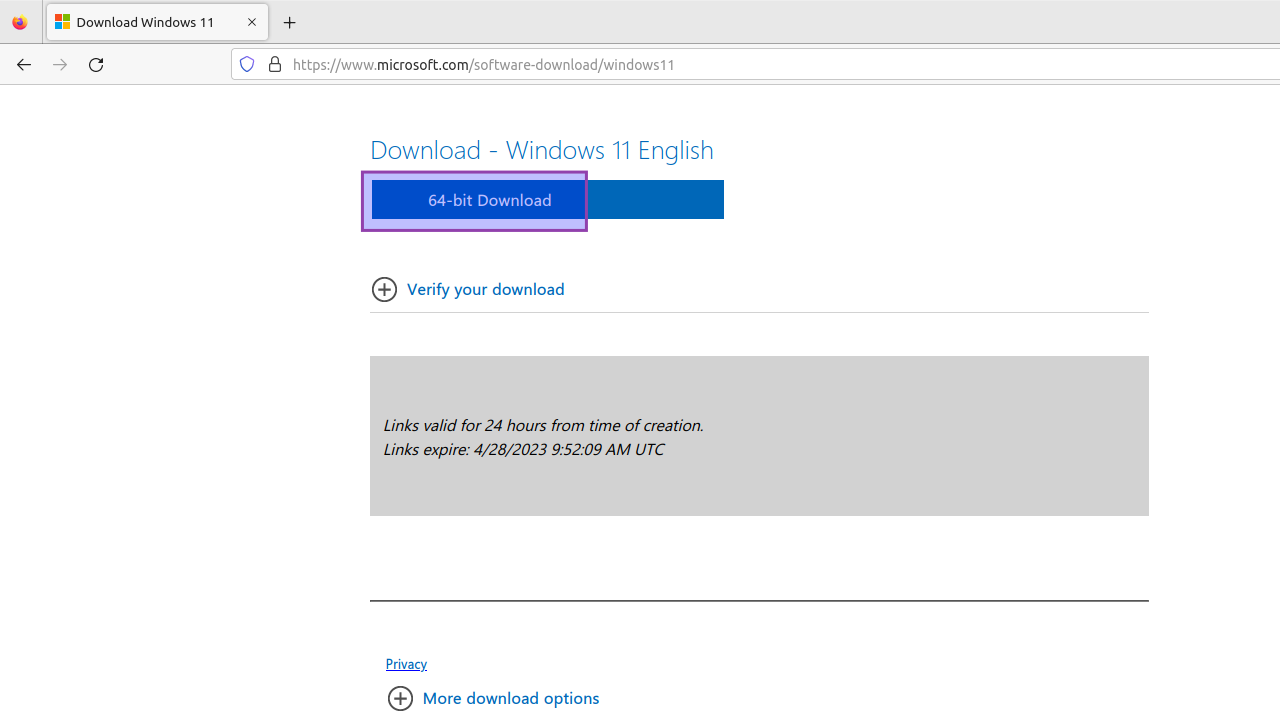 Download Windows 11
https://www.microsoft.com/software-download/windows11
Download - Windows 11 English
64-bit Download
Verify your download
Links valid for 24 hours from time of creation.
Links expire: 4/28/2023 9:52:09 AM UTC
Privacy
More download options